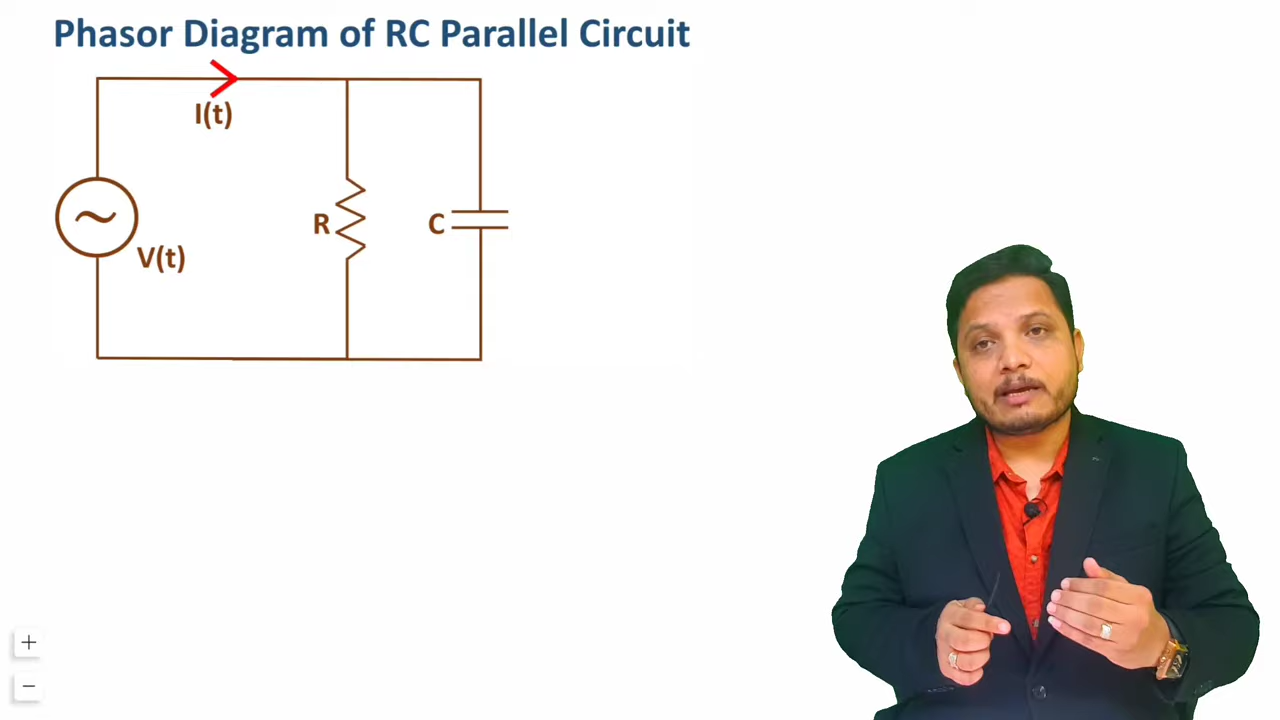 Phasor Diagram of RC Parallel Circuit
I(t)
R
C
~
V(t)
+
−